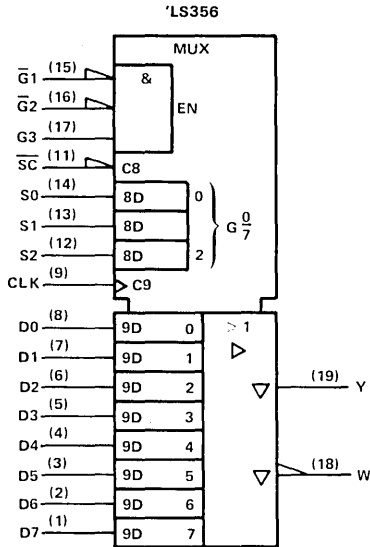 'LS356
MUX
G̅1 (15) & 
G̅2 (16) EN
G3 (17)
S̅C̅ (11) C8
S0 (14) 8D 0
S1 (13) 8D G 0/7
S2 (12) 8D 2
CLK (9) C9
D0 (8) 9D 0 >1
D1 (7) 9D 1
D2 (6) 9D 2 (19) Y
D3 (5) 9D 3
D4 (4) 9D 4
D5 (3) 9D 5 (18) W
D6 (2) 9D 6
D7 (1) 9D 7